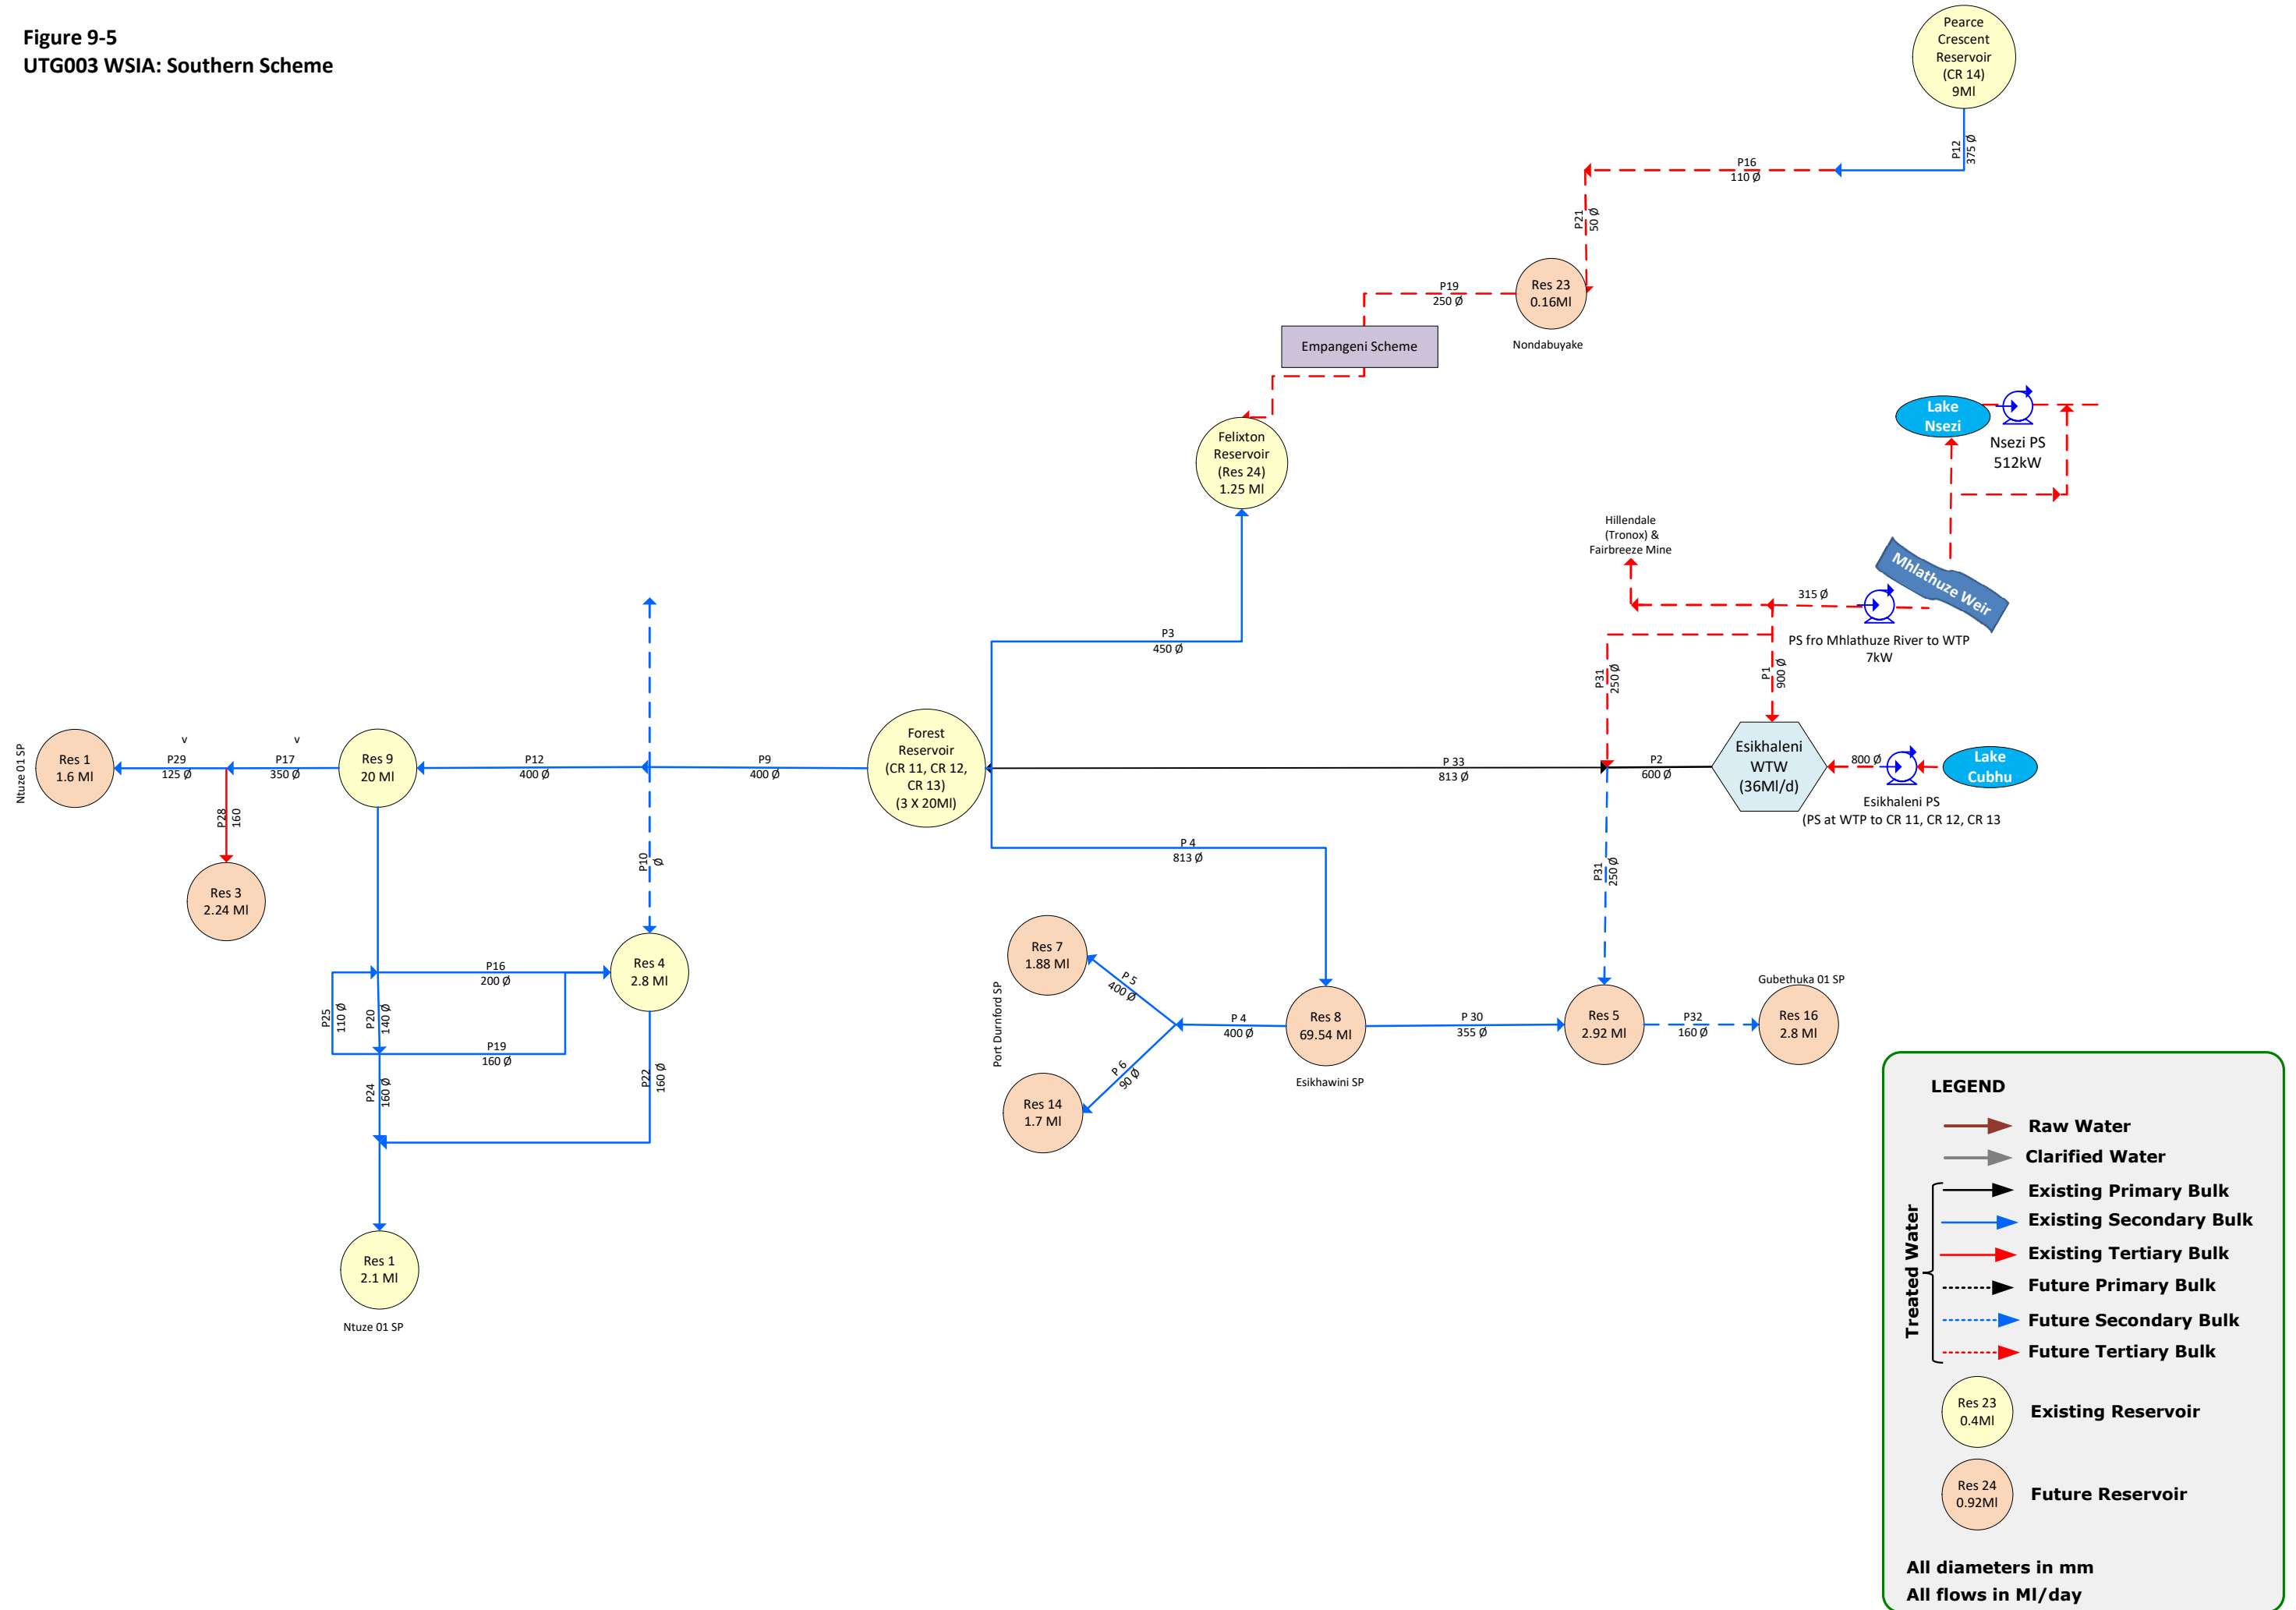 Figure 9-5
UTG003 WSIA: Southern Scheme
Pearce
Crescent
Reservoir
(CR 14)
9Ml
P12
375 Ø
P16
110 Ø
P21
50 Ø
Res 23
0.16Ml
Nondabuyake
P19
250 Ø
Empangeni Scheme
Felixton
Reservoir
(Res 24)
1.25 Ml
Lake
Nsezi
Nsezi PS
512kW
Hillendale
(Tronox) &
Fairbreeze Mine
Mhlathuze Weir
315 Ø
PS fro Mhlathuze River to WTP
7kW
P3
450 Ø
P31
250 Ø
P1
900 Ø
Ntuze 01 SP
Res 1
1.6 Ml
v
P29
125 Ø
v
P17
350 Ø
Res 9
20 Ml
P12
400 Ø
P9
400 Ø
Forest
Reservoir
(CR 11, CR 12,
CR 13)
(3 X 20Ml)
P 33
813 Ø
P2
600 Ø
Esikhaleni
WTW
(36Ml/d)
800 Ø
Lake
Cubhu
Esikhaleni PS
(PS at WTP to CR 11, CR 12, CR 13
P28
160
Res 3
2.24 Ml
P10
Ø
P 4
813 Ø
P31
250 Ø
Res 4
2.8 Ml
P16
200 Ø
P25
110 Ø
P20
140 Ø
P19
160 Ø
P24
160 Ø
P22
160 Ø
Res 1
2.1 Ml
Ntuze 01 SP
Res 7
1.88 Ml
Port Durnford SP
P 5
400 Ø
P 6
90 Ø
Res 14
1.7 Ml
P 4
400 Ø
Res 8
69.54 Ml
Esikhawini SP
P 30
355 Ø
Res 5
2.92 Ml
P32
160 Ø
Gubethuka 01 SP
Res 16
2.8 Ml
LEGEND
Raw Water
Clarified Water
Treated Water
Existing Primary Bulk
Existing Secondary Bulk
Existing Tertiary Bulk
Future Primary Bulk
Future Secondary Bulk
Future Tertiary Bulk
Res 23
0.4Ml
Existing Reservoir
Res 24
0.92Ml
Future Reservoir
All diameters in mm
All flows in Ml/day